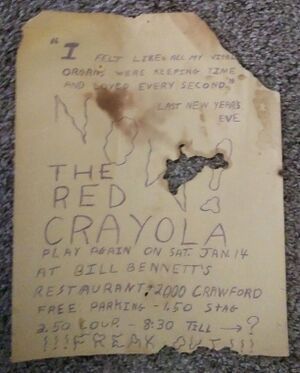 "I FELT LIKE ALL MY VITAL
ORGANS WERE KEEPING TIME
AND LOVED EVERY SECOND."
LAST NEW YEARS
EVE
NOW!
THE
RED
CRAYOLA
PLAY AGAIN ON SAT. JAN 14
AT BILL BENNETT'S
RESTAURANT 2000 CRAWFORD
FREE PARKING - 1.50 STAG
2.50 COUP. - 8:30 TILL → ?
!!!FREAK OUT!!!